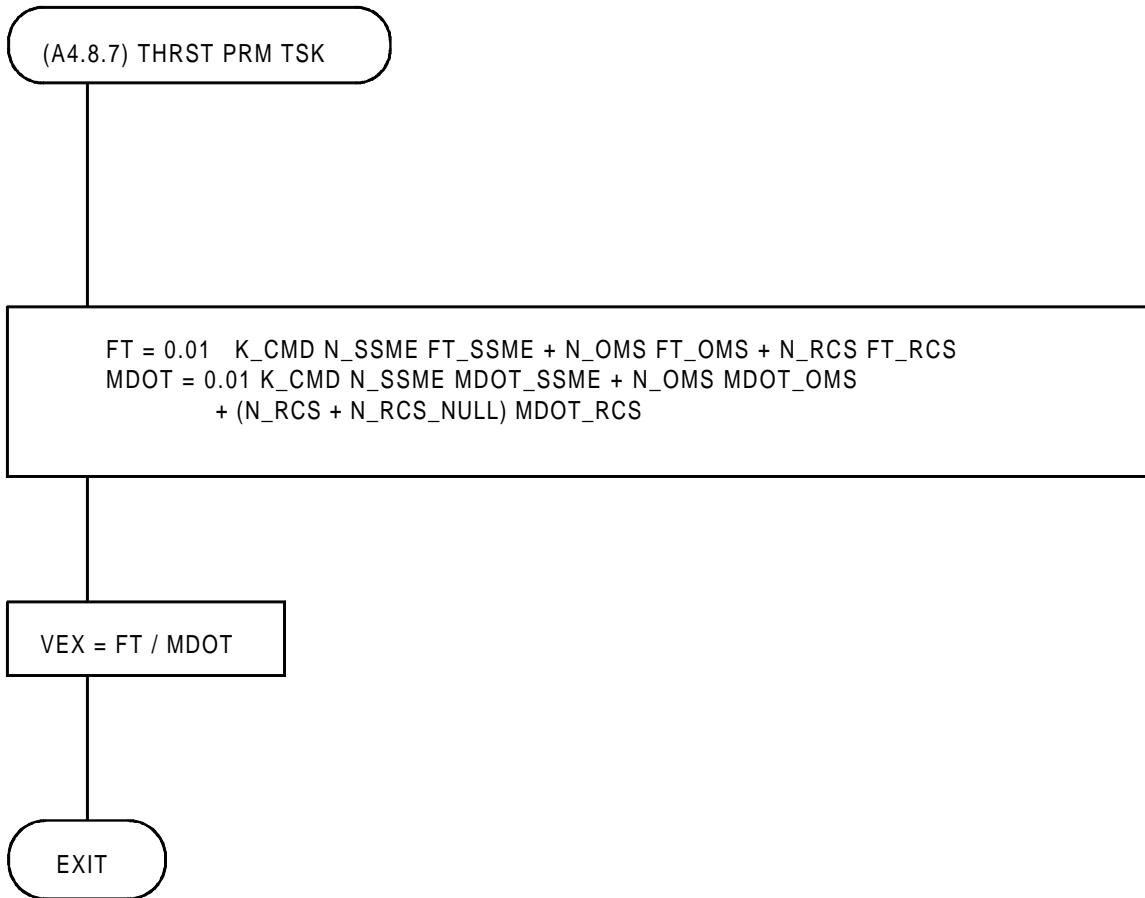 (A4.8.7) THRST PRM TSK
FT = 0.01 K_CMD N_SSME FT_SSME + N_OMS FT_OMS + N_RCS FT_RCS
MDOT = 0.01 K_CMD N_SSME MDOT_SSME + N_OMS MDOT_OMS
+ (N_RCS + N_RCS_NULL) MDOT_RCS
VEX = FT / MDOT
EXIT